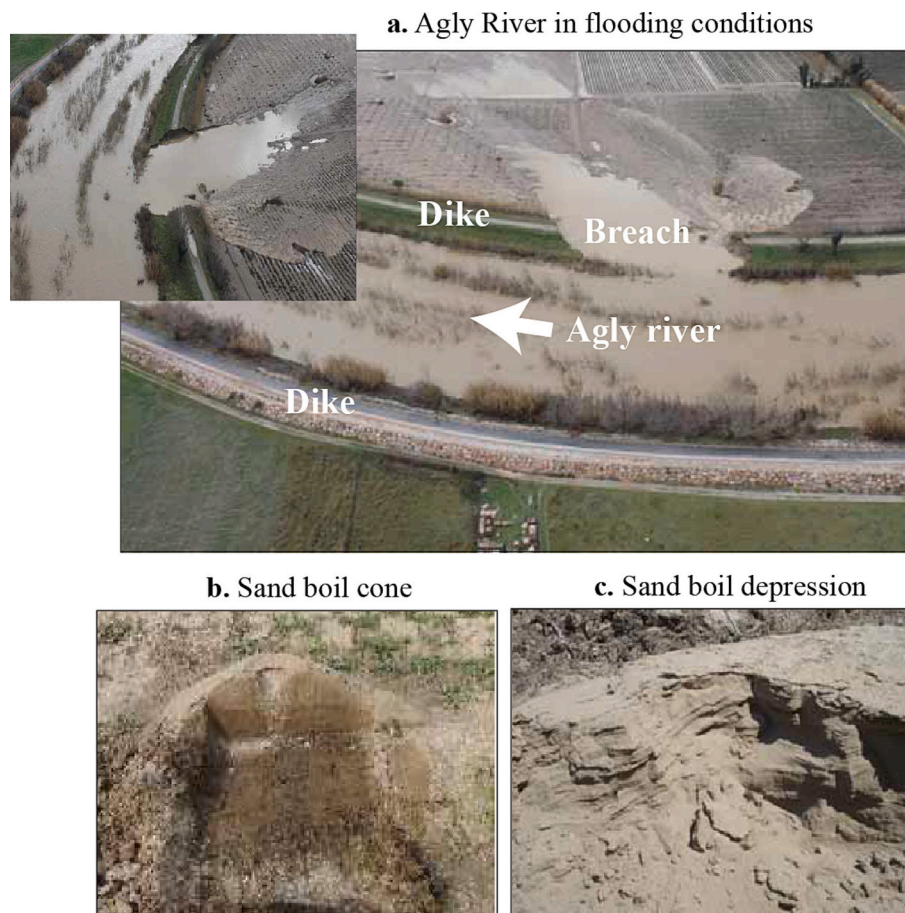 a. Agly River in flooding conditions
Dike
Breach
Agly river
Dike
b. Sand boil cone
c. Sand boil depression